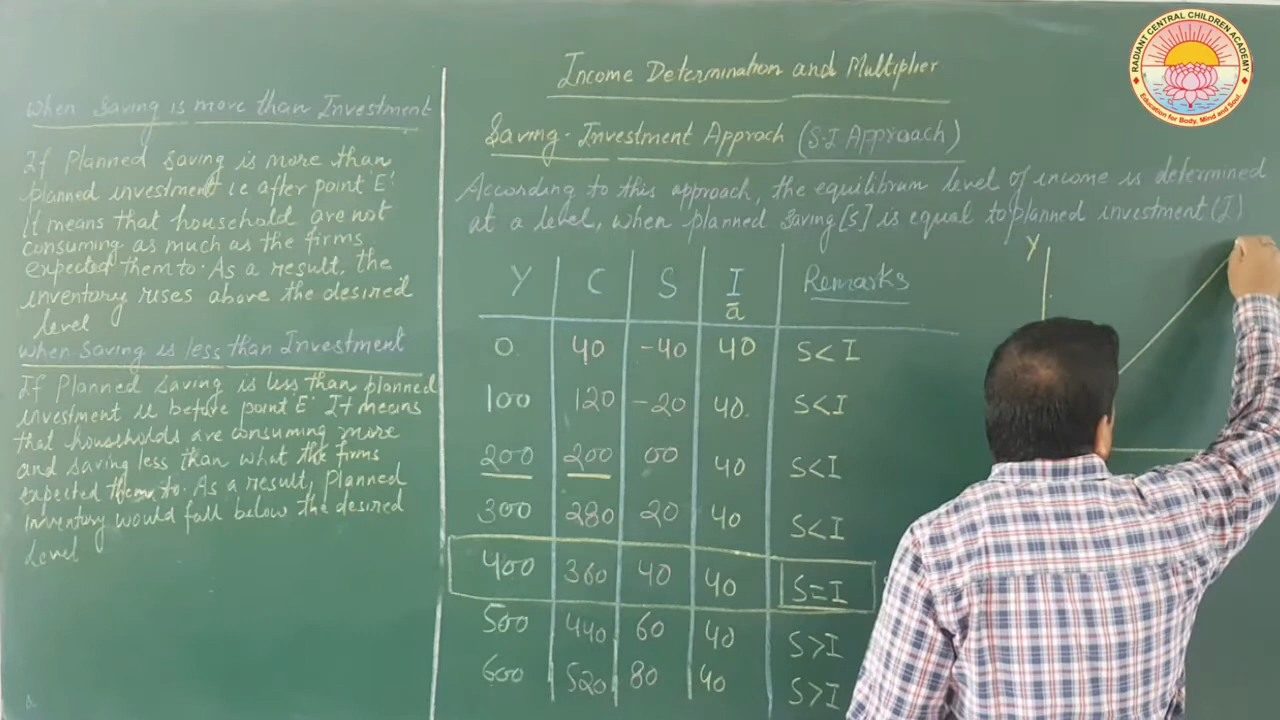 When Saving is more than Investment
If Planned Saving is more than
planned investment i.e after point 'E'.
It means that household are not
consuming as much as the firms
expected them to. As a result, the
inventory rises above the desired
level
When Saving is less than Investment
If Planned Saving is less than planned
investment ie before point 'E' It means
that households are consuming more
and saving less than what the firms
expected them to. As a result, Planned
inventory would fall below the desired
Level
Income Determination and Multiplier
Saving-Investment Approch (S-I Approach)
According to this approach, the equilibrum level of income is determined
at a level, when planned saving [S] is equal to planned investment (I)
Y C S I Remarks
ā
0 40 -40 40 S < I
100 120 -20 40 S < I
200 200 00 40 S < I
300 280 20 40 S < I
400 360 40 40 S = I
500 440 60 40 S > I
600 520 80 40 S > I
Y
RADIANT CENTRAL CHILDREN ACADEMY
Education for Body, Mind and Soul